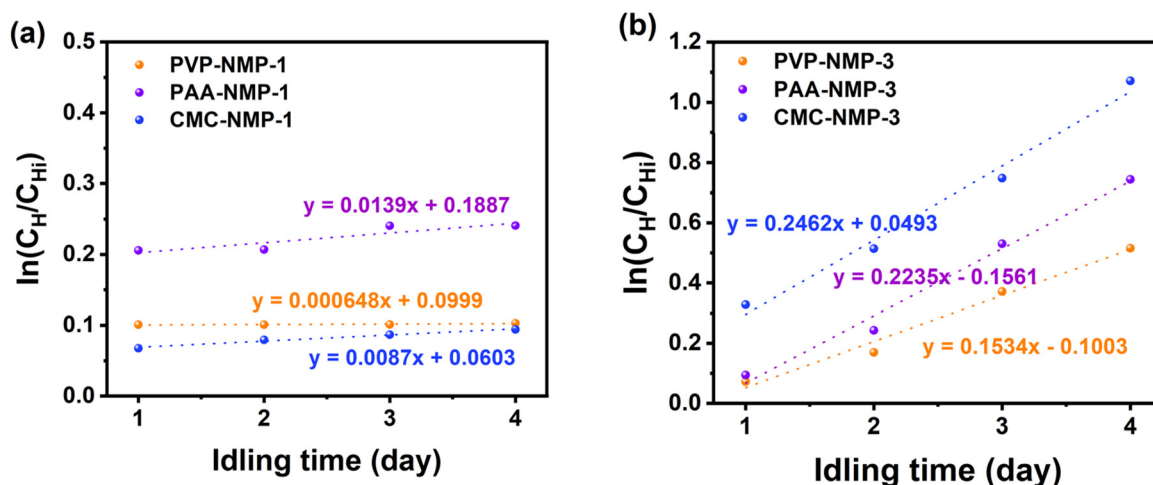 (a)
0.5
0.4
0.3
0.2
0.1
0.0
ln(C_H/C_Hi)
PVP-NMP-1
PAA-NMP-1
CMC-NMP-1
y = 0.0139x + 0.1887
y = 0.000648x + 0.0999
y = 0.0087x + 0.0603
1 2 3 4
Idling time (day)
(b)
1.2
1.0
0.8
0.6
0.4
0.2
0.0
ln(C_H/C_Hi)
PVP-NMP-3
PAA-NMP-3
CMC-NMP-3
y = 0.2462x + 0.0493
y = 0.2235x - 0.1561
y = 0.1534x - 0.1003
1 2 3 4
Idling time (day)